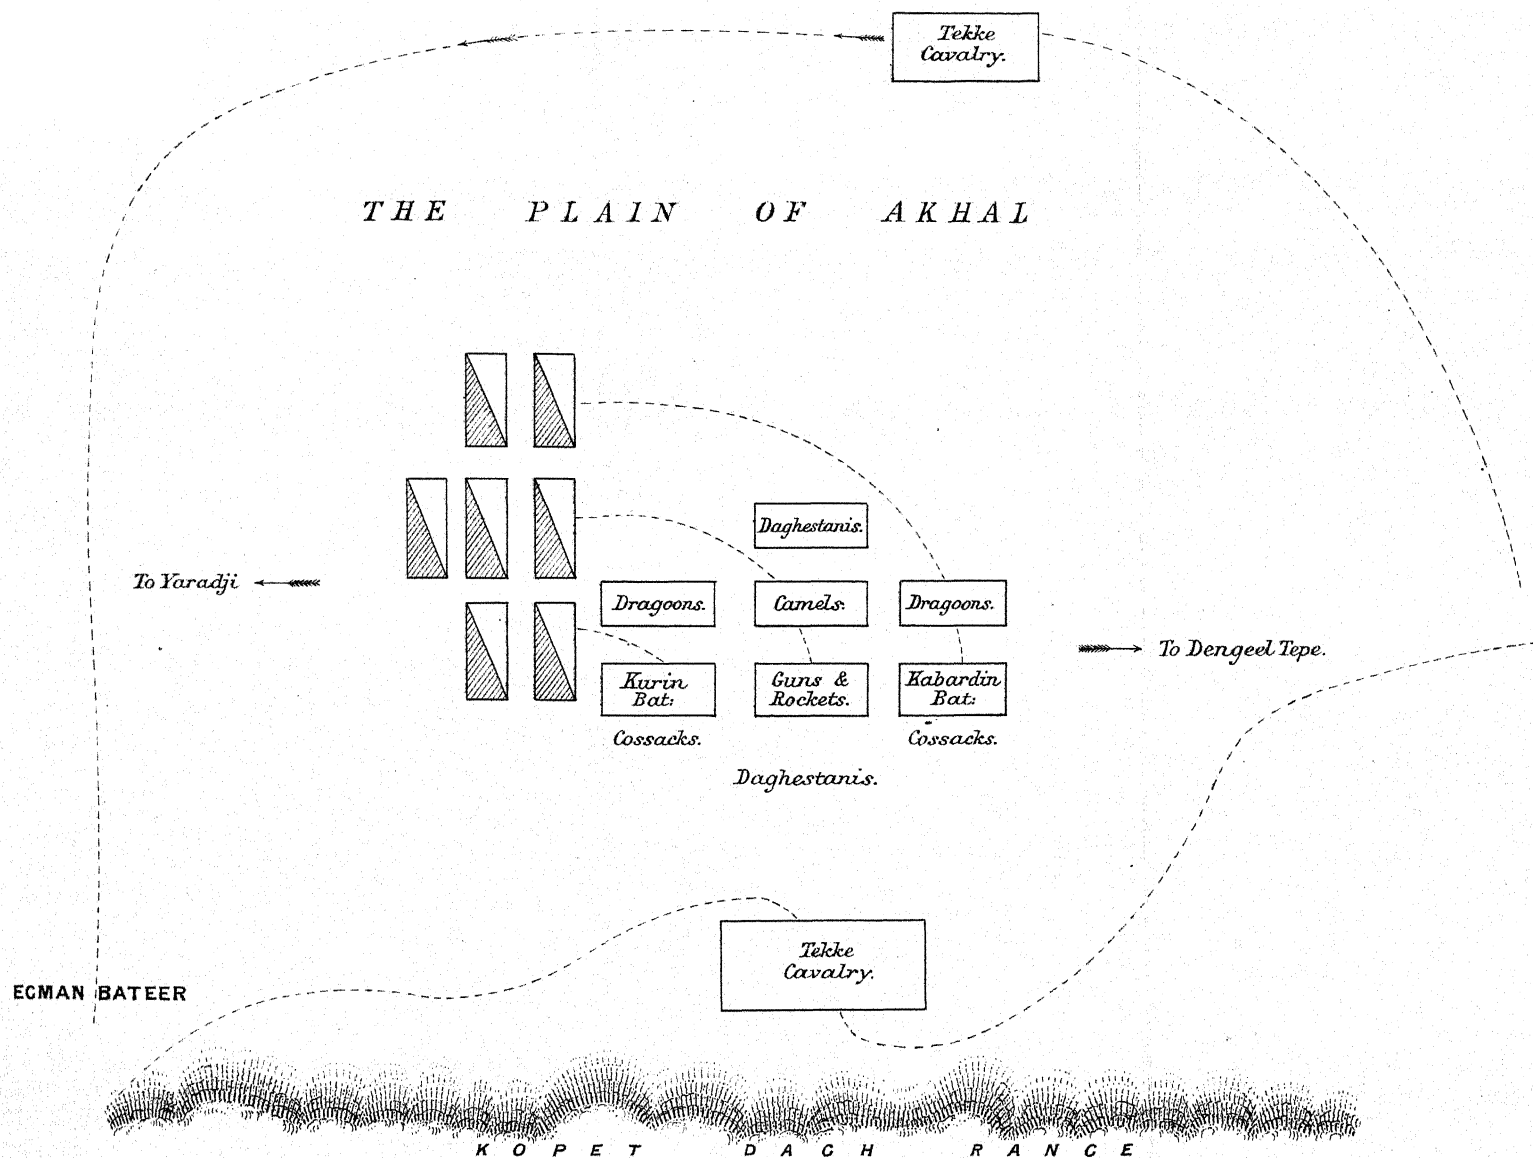 Tekke
Cavalry.
THE PLAIN OF AKHAL
Daghestanis.
To Yaradji
Dragoons.
Camels:
Dragoons.
To Dengeel Tepe.
Kurin
Bat:
Guns &
Rockets.
Kabardin
Bat:
Cossacks.
Cossacks.
Daghestanis.
Tekke
Cavalry.
EGMAN BATEER
KOPET DAGH RANGE